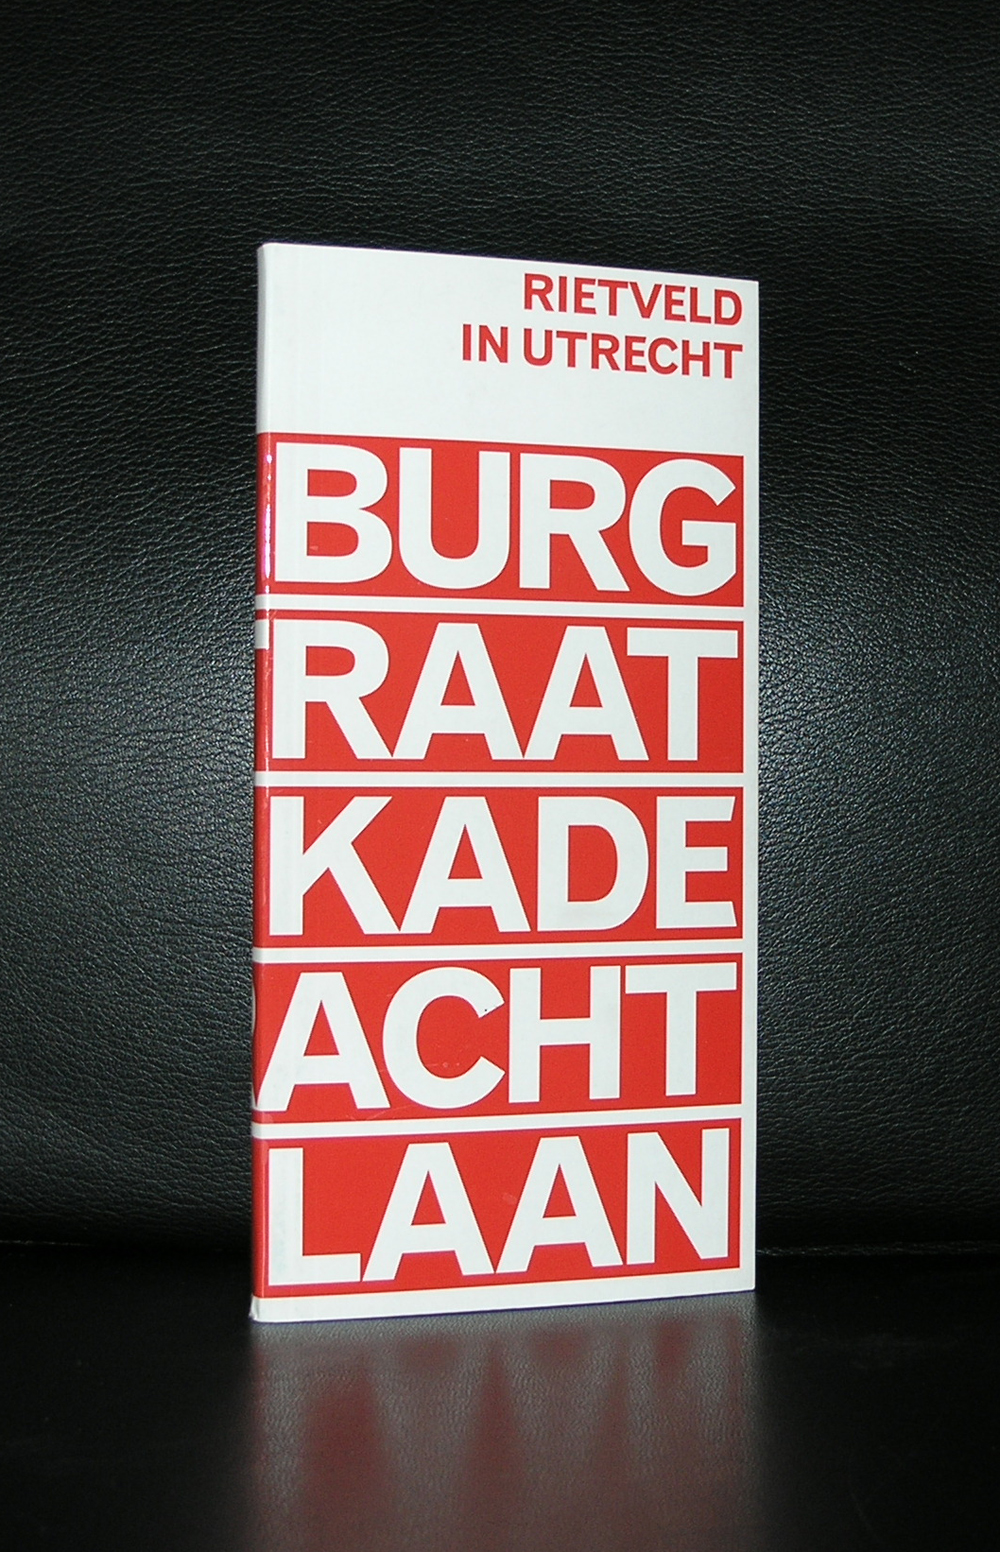 RIETVELD
IN UTRECHT
BURG
RAAT
KADE
ACHT
LAAN